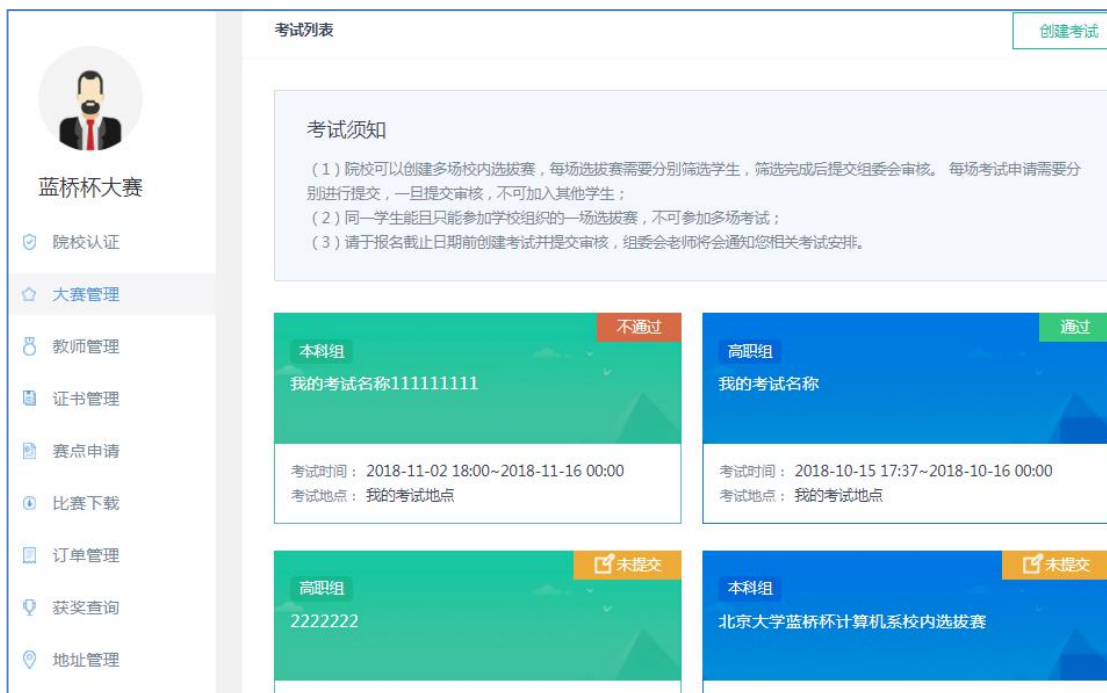 考试列表
创建考试
蓝桥杯大赛
院校认证
大赛管理
教师管理
证书管理
赛点申请
比赛下载
订单管理
获奖查询
地址管理
考试须知
（1）院校可以创建多场校内选拔赛，每场选拔赛需要分别筛选学生，筛选完成后提交组委会审核。 每场考试申请需要分
别进行提交，一旦提交审核，不可加入其他学生；
（2）同一学生能且只能参加学校组织的一场选拔赛，不可参加多场考试；
（3）请于报名截止日期前创建考试并提交审核，组委会老师将会通知您相关考试安排。
不通过
本科组
我的考试名称111111111
考试时间： 2018-11-02 18:00~2018-11-16 00:00
考试地点： 我的考试地点
通过
高职组
我的考试名称
考试时间： 2018-10-15 17:37~2018-10-16 00:00
考试地点： 我的考试地点
未提交
高职组
2222222
未提交
本科组
北京大学蓝桥杯计算机系校内选拔赛